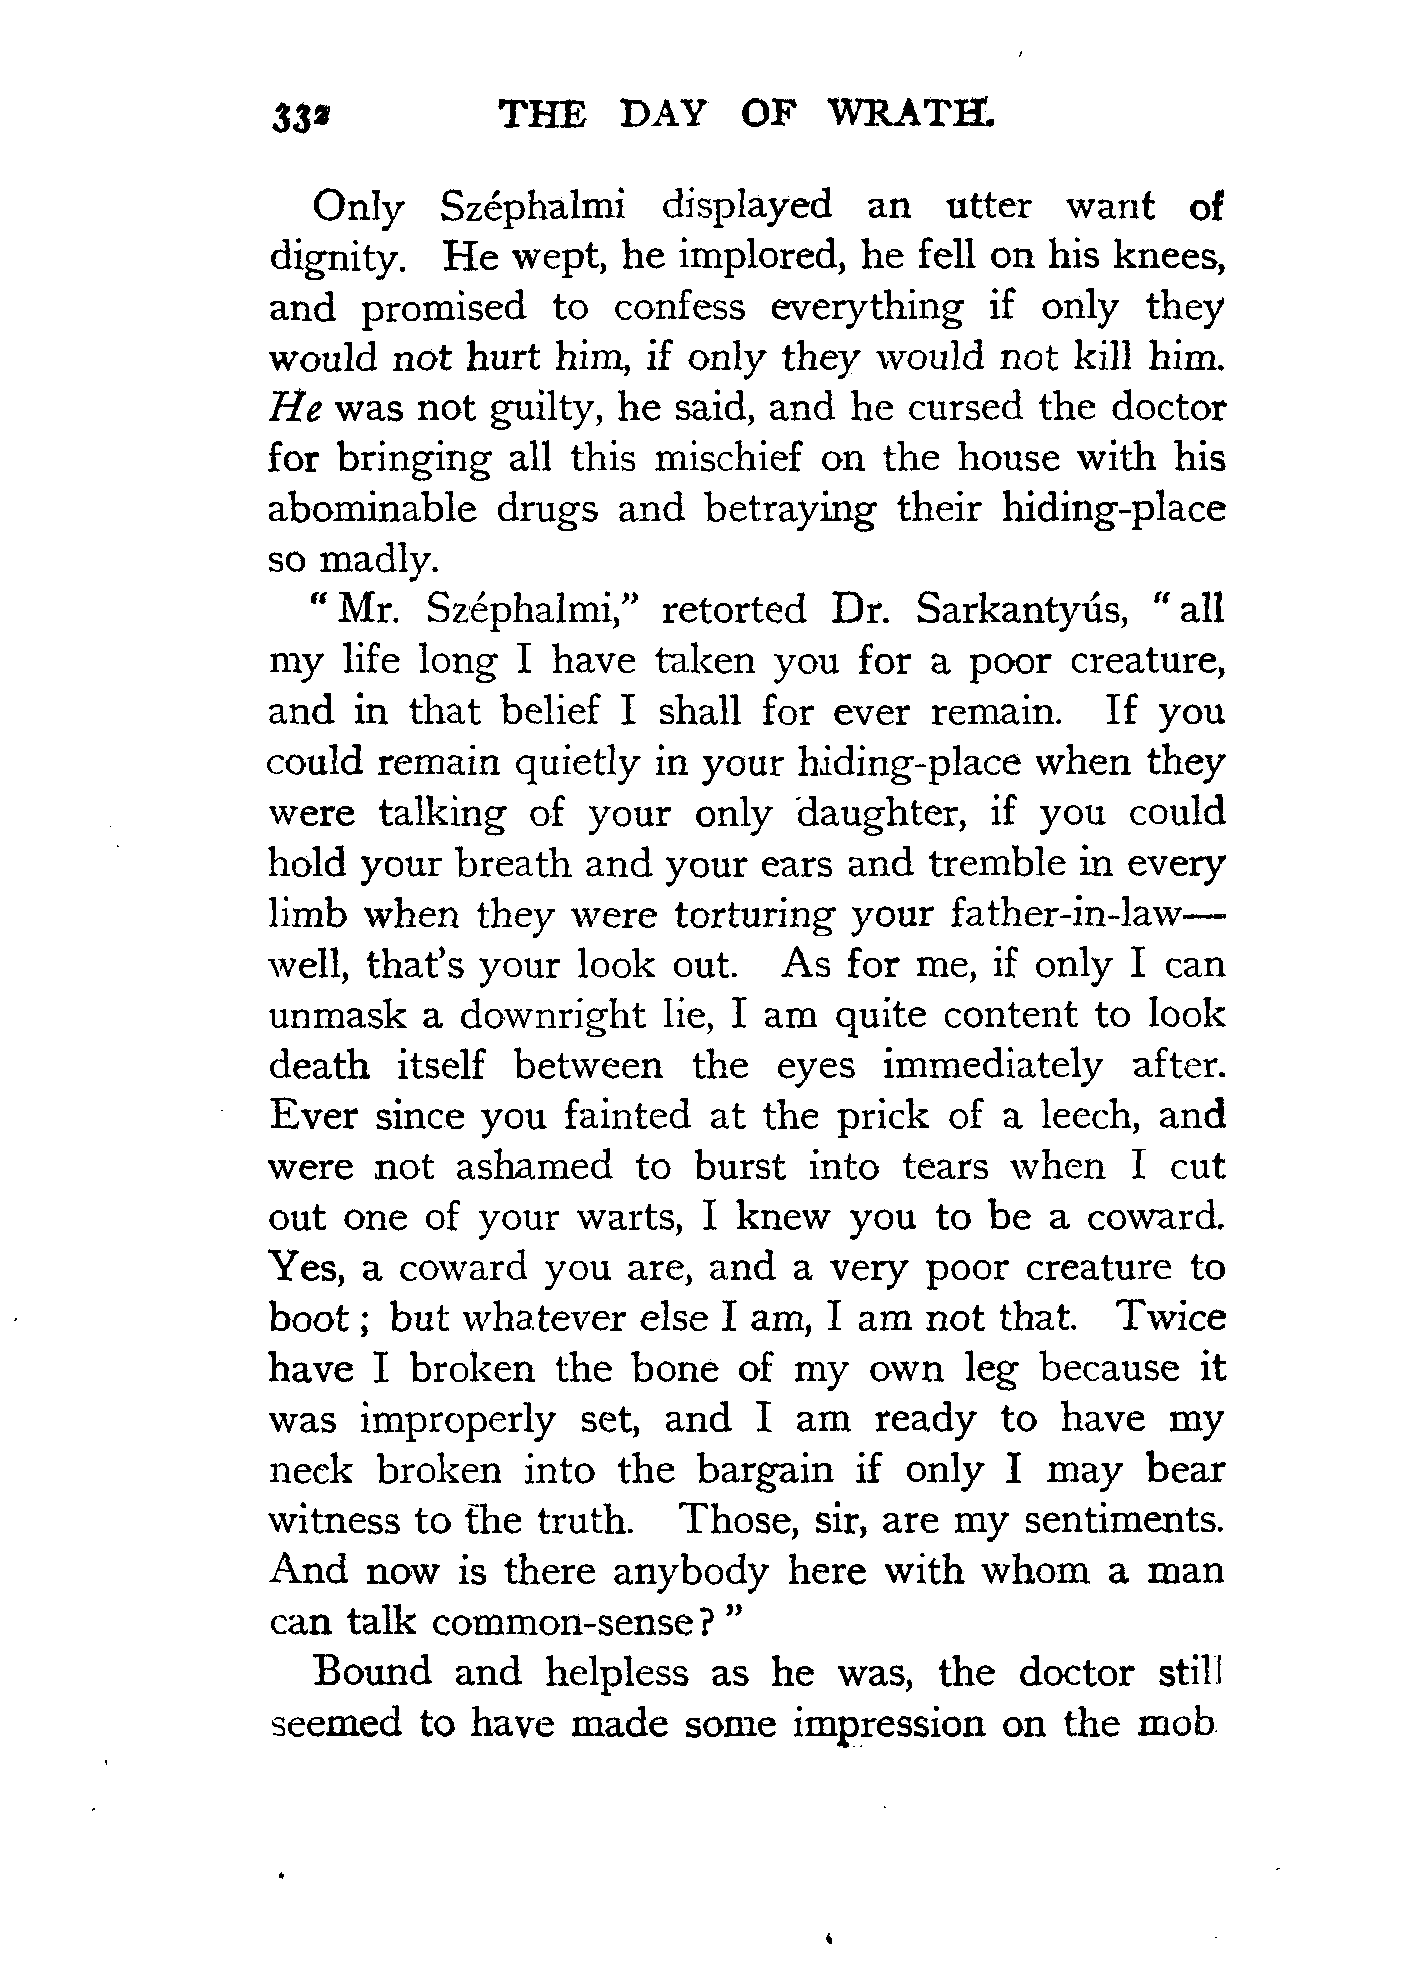 332 THE DAY OF WRATH.
Only Széphalmi displayed an utter want of
dignity. He wept, he implored, he fell on his knees,
and promised to confess everything if only they
would not hurt him, if only they would not kill him.
He was not guilty, he said, and he cursed the doctor
for bringing all this mischief on the house with his
abominable drugs and betraying their hiding-place
so madly.
" Mr. Széphalmi," retorted Dr. Sarkantyús, " all
my life long I have taken you for a poor creature,
and in that belief I shall for ever remain. If you
could remain quietly in your hiding-place when they
were talking of your only daughter, if you could
hold your breath and your ears and tremble in every
limb when they were torturing your father-in-law—
well, that's your look out. As for me, if only I can
unmask a downright lie, I am quite content to look
death itself between the eyes immediately after.
Ever since you fainted at the prick of a leech, and
were not ashamed to burst into tears when I cut
out one of your warts, I knew you to be a coward.
Yes, a coward you are, and a very poor creature to
boot ; but whatever else I am, I am not that. Twice
have I broken the bone of my own leg because it
was improperly set, and I am ready to have my
neck broken into the bargain if only I may bear
witness to the truth. Those, sir, are my sentiments.
And now is there anybody here with whom a man
can talk common-sense? "
Bound and helpless as he was, the doctor still
seemed to have made some impression on the mob